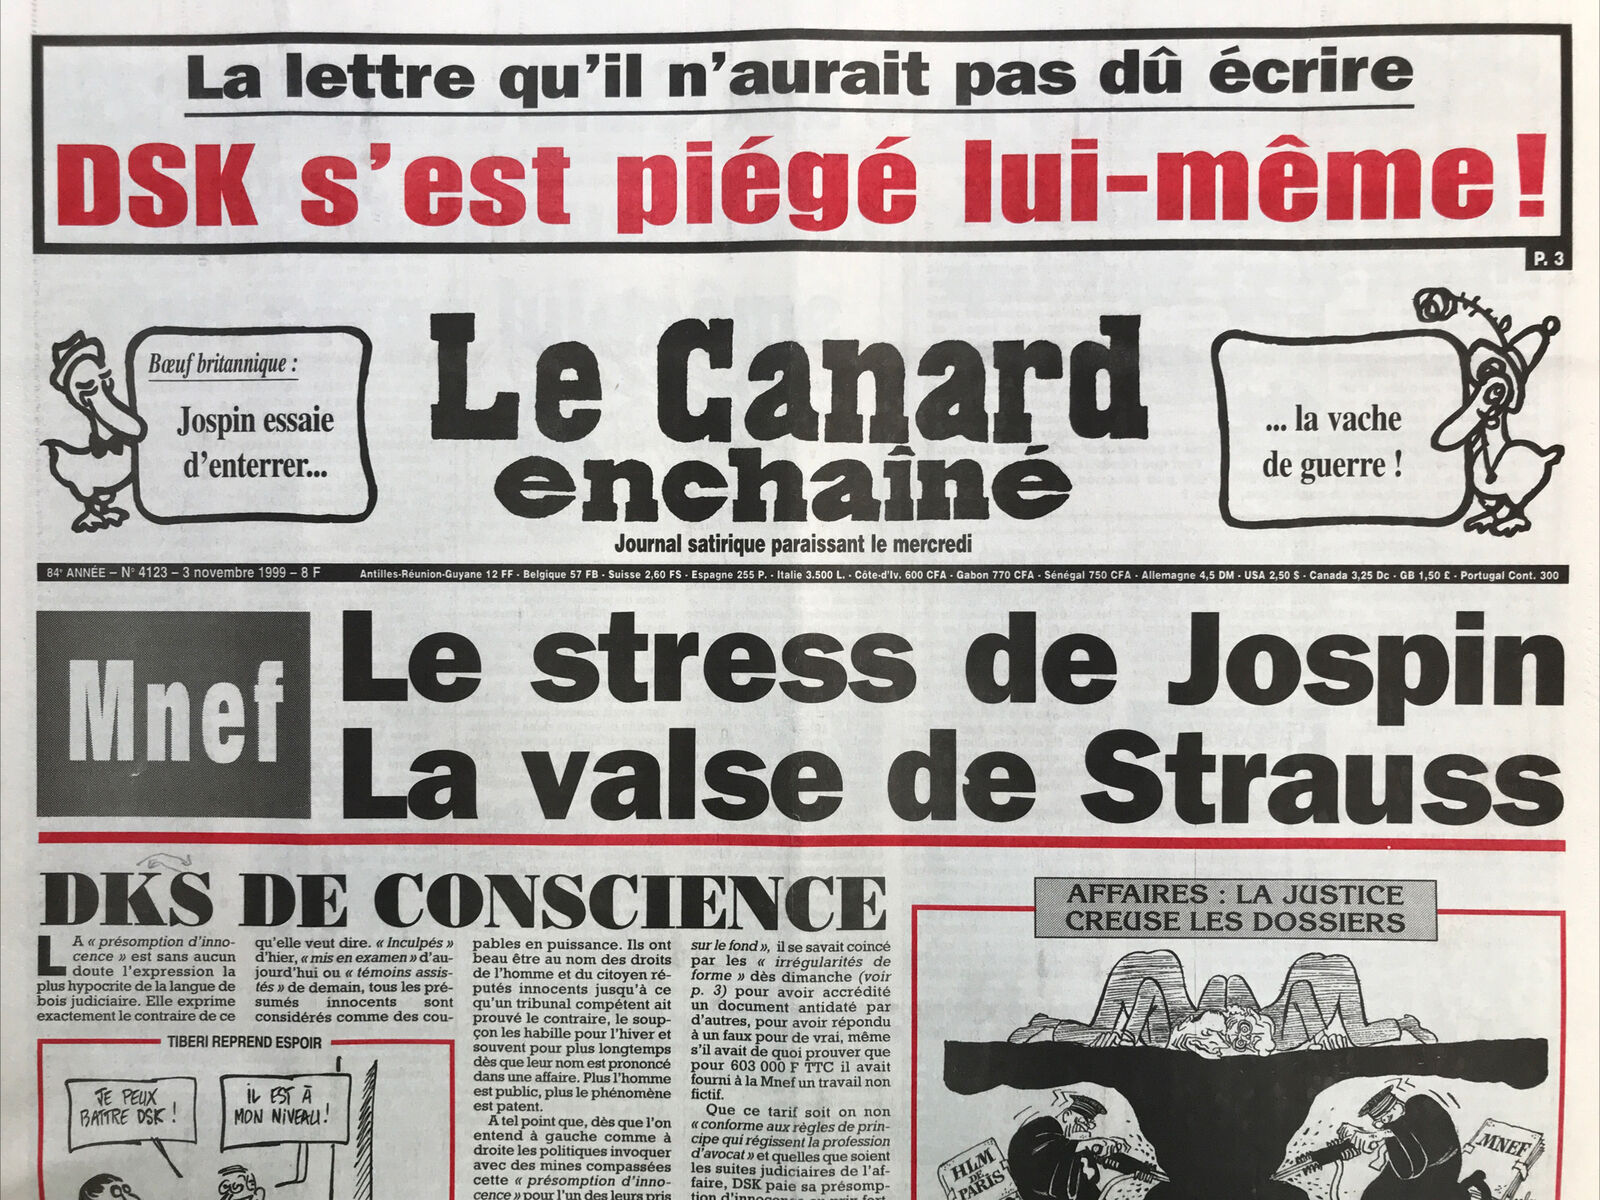 La lettre qu'il n'aurait pas dû écrire
DSK s'est piégé lui-même !
P. 3
Bœuf britannique :
Jospin essaie
d'enterrer...
Le Canard
enchaîné
Journal satirique paraissant le mercredi
... la vache
de guerre !
84e ANNÉE – N° 4123 – 3 novembre 1999 – 8 F
Antilles-Réunion-Guyane 12 FF - Belgique 57 FB - Suisse 2,60 FS - Espagne 255 P. - Italie 3.500 L. - Côte-d'Iv. 600 CFA - Gabon 770 CFA - Sénégal 750 CFA - Allemagne 4,5 DM - USA 2,50 $ - Canada 3,25 Dc - GB 1,50 £ - Portugal Cont. 300
Mnef
Le stress de Jospin
La valse de Strauss
DKS DE CONSCIENCE
LA « présomption d'inno-
cence » est sans aucun
doute l'expression la
plus hypocrite de la langue de
bois judiciaire. Elle exprime
exactement le contraire de ce
qu'elle veut dire. « Inculpés »
d'hier, « mis en examen » d'au-
jourd'hui ou « témoins assis-
tés » de demain, tous les pré-
sumés innocents sont
considérés comme des cou-
pables en puissance. Ils ont
beau être au nom des droits
de l'homme et du citoyen ré-
putés innocents jusqu'à ce
qu'un tribunal compétent ait
prouvé le contraire, le soup-
çon les habille pour l'hiver et
souvent pour plus longtemps
dès que leur nom est prononcé
dans une affaire. Plus l'homme
est public, plus le phénomène
est patent.
A tel point que, dès que l'on
entend à gauche comme à
droite les politiques invoquer
avec des mines compassées
cette « présomption d'inno-
cence » pour l'un des leurs pris
sur le fond », il se savait coincé
par les « irrégularités de
forme » dès dimanche (voir
p. 3) pour avoir accrédité
un document antidaté par
d'autres, pour avoir répondu
à un faux pour de vrai, même
s'il avait de quoi prouver que
pour 603 000 F TTC il avait
fourni à la Mnef un travail non
fictif.
Que ce tarif soit on non
« conforme aux règles de prin-
cipe qui régissent la profession
d'avocat » et quelles que soient
les suites judiciaires de l'af-
faire, DSK paie sa présomp-
tion d'innocence
TIBERI REPREND ESPOIR
JE PEUX
BATTRE DSK !
IL EST À
MON NIVEAU !
AFFAIRES : LA JUSTICE
CREUSE LES DOSSIERS
HLM
DE
PARIS
MNEF